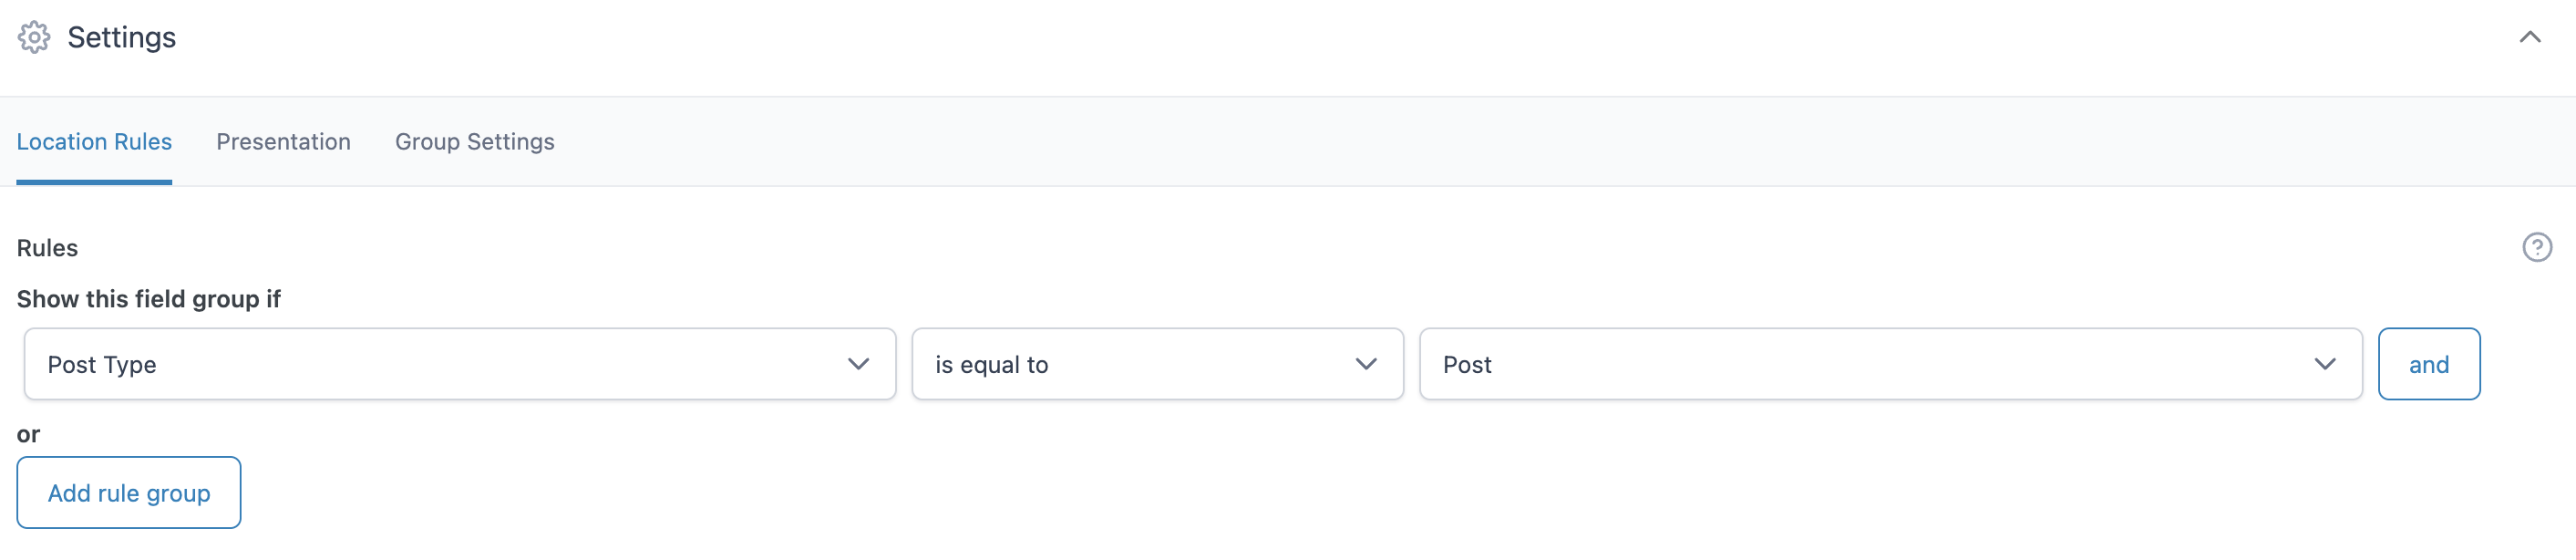 Settings
Location Rules Presentation Group Settings
Rules
Show this field group if
Post Type is equal to Post and
or
Add rule group